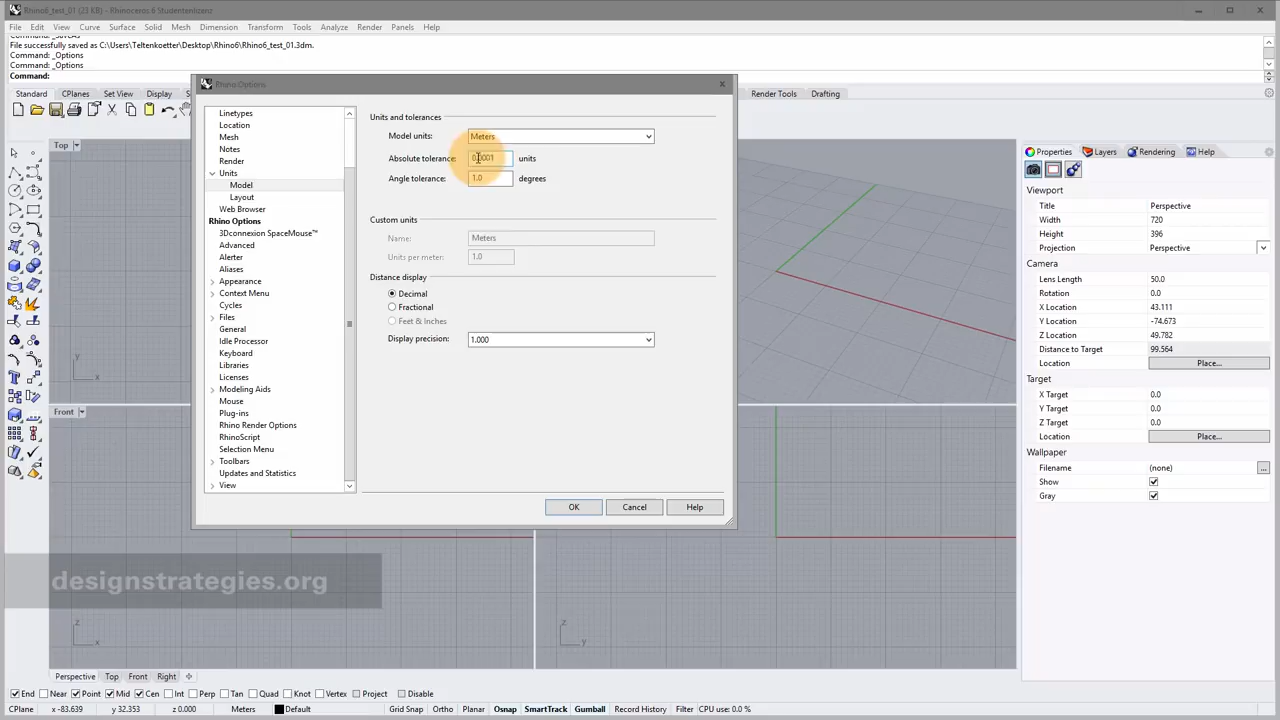 Rhino6_test_01 (23 KB) - Rhinoceros 6 Studentenlizenz
File Edit View Curve Surface Solid Mesh Dimension Transform Tools Analyze Render Panels Help
File successfully saved as C:\Users\Teltenkoetter\Desktop\Rhino6\Rhino6_test_01.3dm.
Command: _Options
Command: _Options
Command:
Standard CPlanes Set View Display Render Tools Drafting
Rhino Options
Linetypes
Location
Mesh
Notes
Render
Units
Model
Layout
Web Browser
Rhino Options
3Dconnexion SpaceMouse™
Advanced
Alerter
Aliases
Appearance
Context Menu
Cycles
Files
General
Idle Processor
Keyboard
Libraries
Licenses
Modeling Aids
Mouse
Plug-ins
Rhino Render Options
RhinoScript
Selection Menu
Toolbars
Updates and Statistics
View
Units and tolerances
Model units: Meters
Absolute tolerance: 0.0001 units
Angle tolerance: 1.0 degrees
Custom units
Name: Meters
Units per meter: 1.0
Distance display
Decimal
Fractional
Feet & Inches
Display precision: 1.000
OK Cancel Help
Top
y
x
Front
z
x
z
y
Properties Layers Rendering Help
Viewport
Title Perspective
Width 720
Height 396
Projection Perspective
Camera
Lens Length 50.0
Rotation 0.0
X Location 43.111
Y Location -74.673
Z Location 49.782
Distance to Target 99.564
Location Place...
Target
X Target 0.0
Y Target 0.0
Z Target 0.0
Location Place...
Wallpaper
Filename (none) ...
Show
Gray
designstrategies.org
Perspective Top Front Right
End Near Point Mid Cen Int Perp Tan Quad Knot Vertex Project Disable
CPlane x -83.639 y 32.353 z 0.000 Meters Default Grid Snap Ortho Planar Osnap SmartTrack Gumball Record History Filter CPU use: 0.0 %